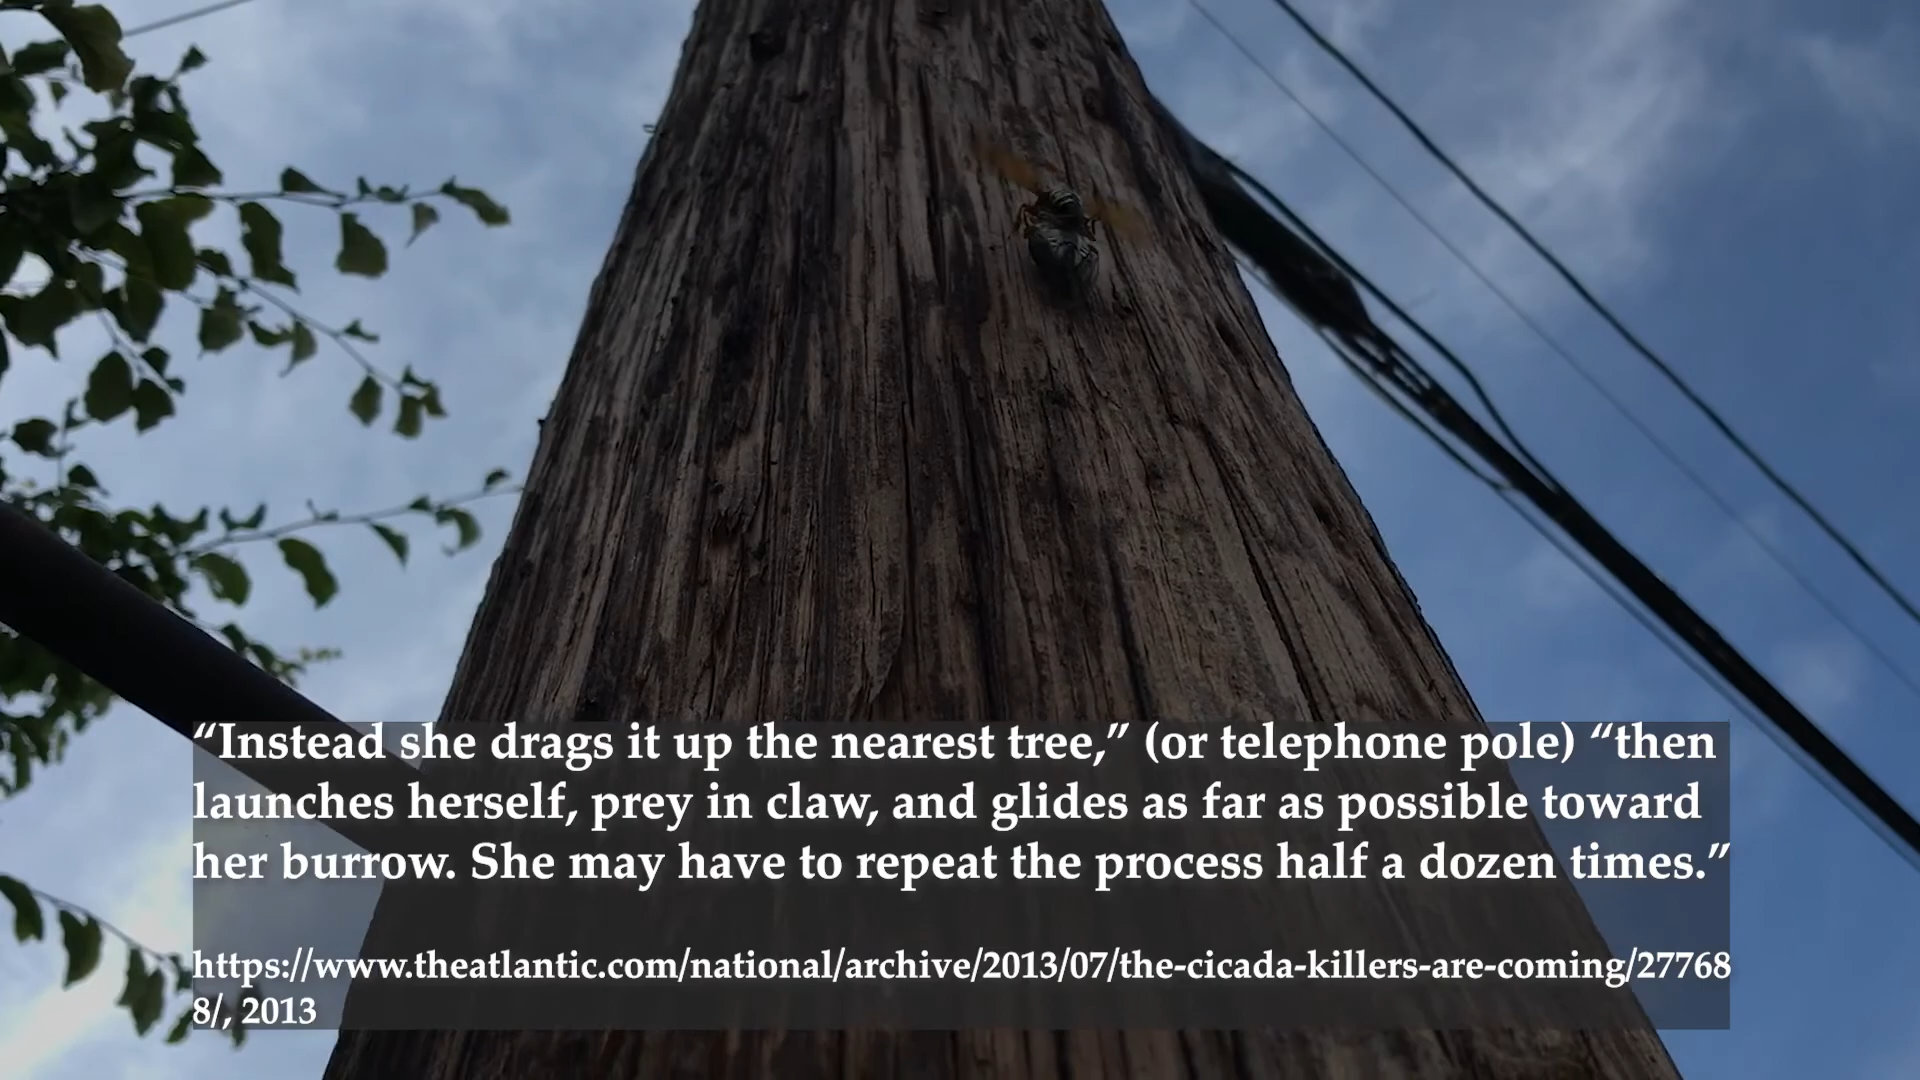 “Instead she drags it up the nearest tree,” (or telephone pole) “then
launches herself, prey in claw, and glides as far as possible toward
her burrow. She may have to repeat the process half a dozen times.”
https://www.theatlantic.com/national/archive/2013/07/the-cicada-killers-are-coming/27768
8/, 2013